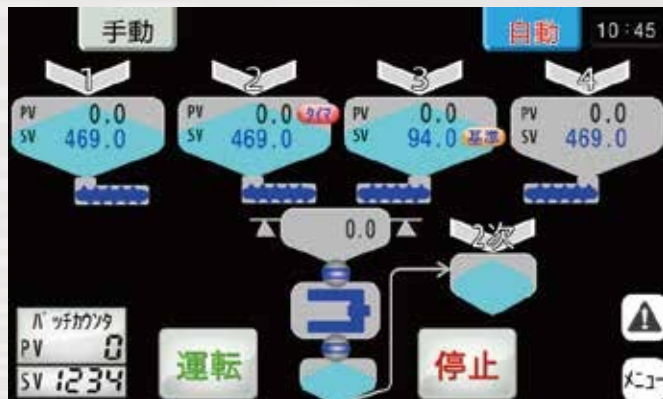 手動
自動
10:45
1
2
3
4
PV 0.0
SV 469.0
PV 0.0 タイマ
SV 469.0
PV 0.0
SV 94.0 基準
PV 0.0
SV 469.0
0.0
2次
バッチカウンタ
PV 0
SV 1234
運転
停止
メニュー